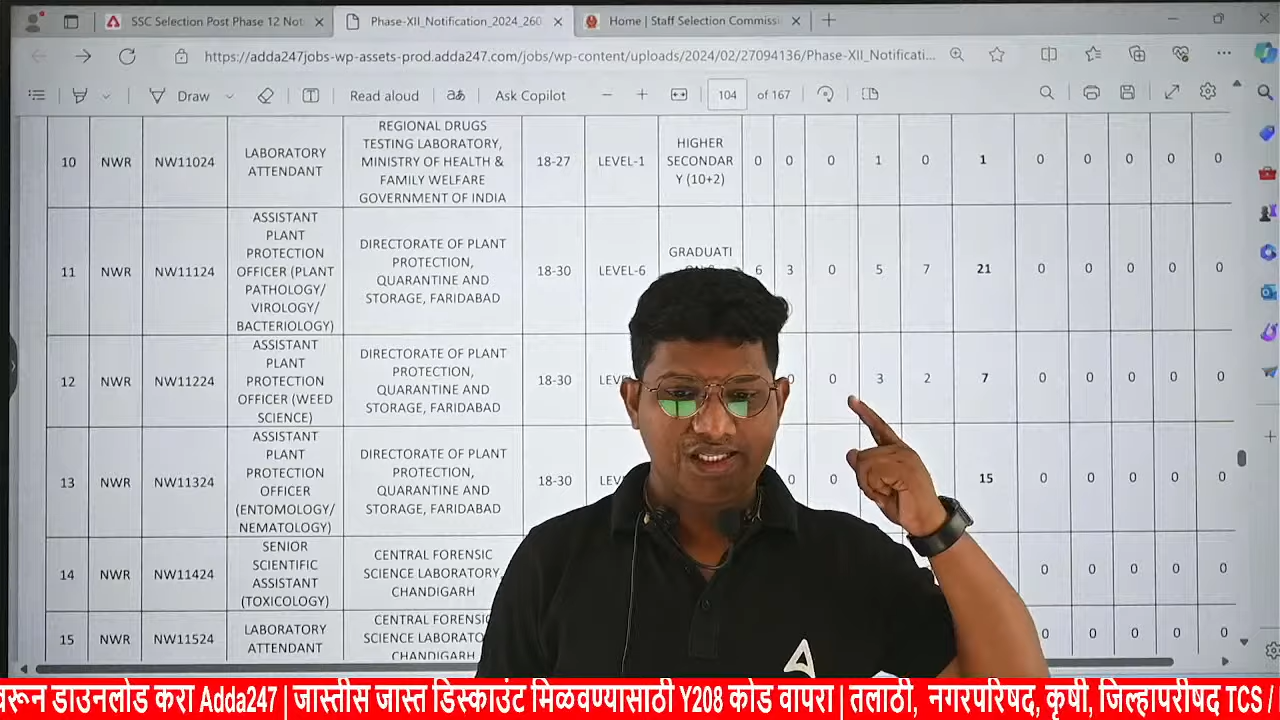 SSC Selection Post Phase 12 Not
Phase-XII_Notification_2024_260
Home | Staff Selection Commissi
https://adda247jobs-wp-assets-prod.adda247.com/jobs/wp-content/uploads/2024/02/27094136/Phase-XII_Notificati...
Draw
Read aloud
Ask Copilot
104 of 167
10 NWR NW11024 LABORATORY ATTENDANT REGIONAL DRUGS TESTING LABORATORY, MINISTRY OF HEALTH & FAMILY WELFARE GOVERNMENT OF INDIA 18-27 LEVEL-1 HIGHER SECONDAR Y (10+2) 0 0 0 1 0 1 0 0 0 0 0
11 NWR NW11124 ASSISTANT PLANT PROTECTION OFFICER (PLANT PATHOLOGY/ VIROLOGY/ BACTERIOLOGY) DIRECTORATE OF PLANT PROTECTION, QUARANTINE AND STORAGE, FARIDABAD 18-30 LEVEL-6 GRADUATI 6 3 0 5 7 21 0 0 0 0 0
12 NWR NW11224 ASSISTANT PLANT PROTECTION OFFICER (WEED SCIENCE) DIRECTORATE OF PLANT PROTECTION, QUARANTINE AND STORAGE, FARIDABAD 18-30 LEV 0 0 3 2 7 0 0 0 0 0
13 NWR NW11324 ASSISTANT PLANT PROTECTION OFFICER (ENTOMOLOGY/ NEMATOLOGY) DIRECTORATE OF PLANT PROTECTION, QUARANTINE AND STORAGE, FARIDABAD 18-30 LEV 0 0 15 0 0 0 0 0
14 NWR NW11424 SENIOR SCIENTIFIC ASSISTANT (TOXICOLOGY) CENTRAL FORENSIC SCIENCE LABORATORY, CHANDIGARH 0 0 0 0 0
15 NWR NW11524 LABORATORY ATTENDANT CENTRAL FORENSIC SCIENCE LABORATO CHANDIGARH 0 0 0 0 0
वरून डाउनलोड करा Adda247 | जास्तीस जास्त डिस्काउंट मिळवण्यासाठी Y208 कोड वापरा | तलाठी, नगरपरिषद, कृषी, जिल्हापरीषद TCS /